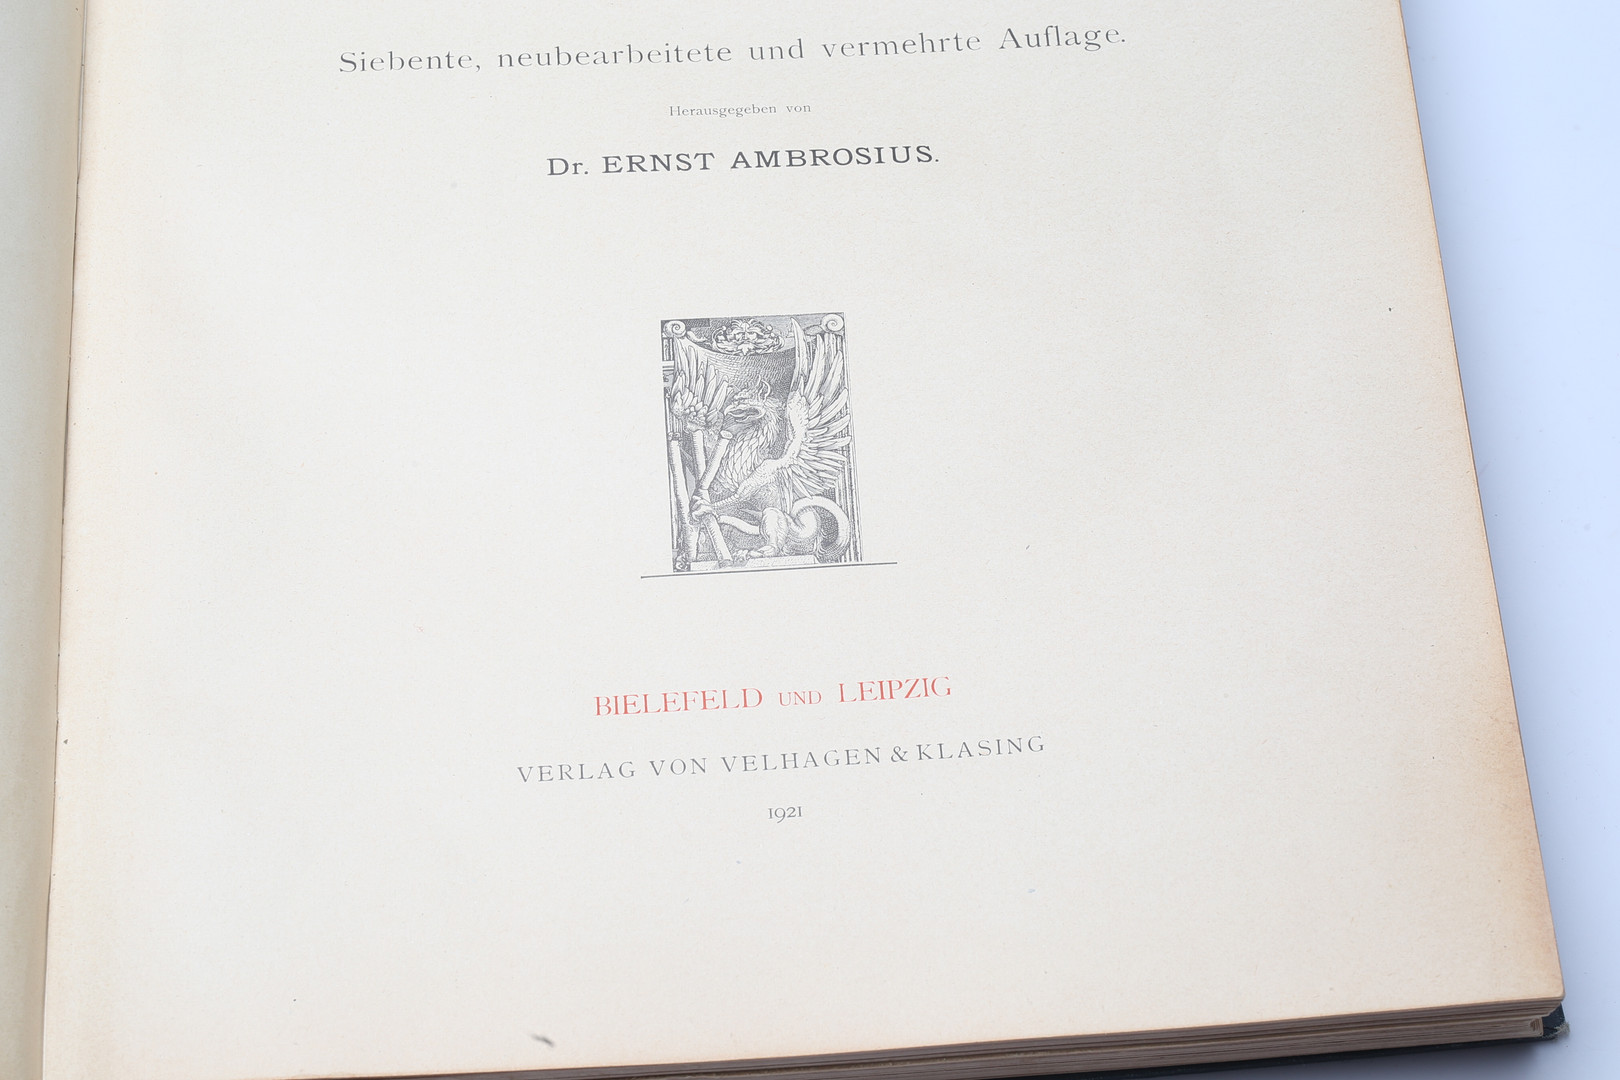 Siebente, neubearbeitete und vermehrte Auflage.
Herausgegeben von
Dr. ERNST AMBROSIUS.
BIELEFELD UND LEIPZIG
VERLAG VON VELHAGEN & KLASING
1921